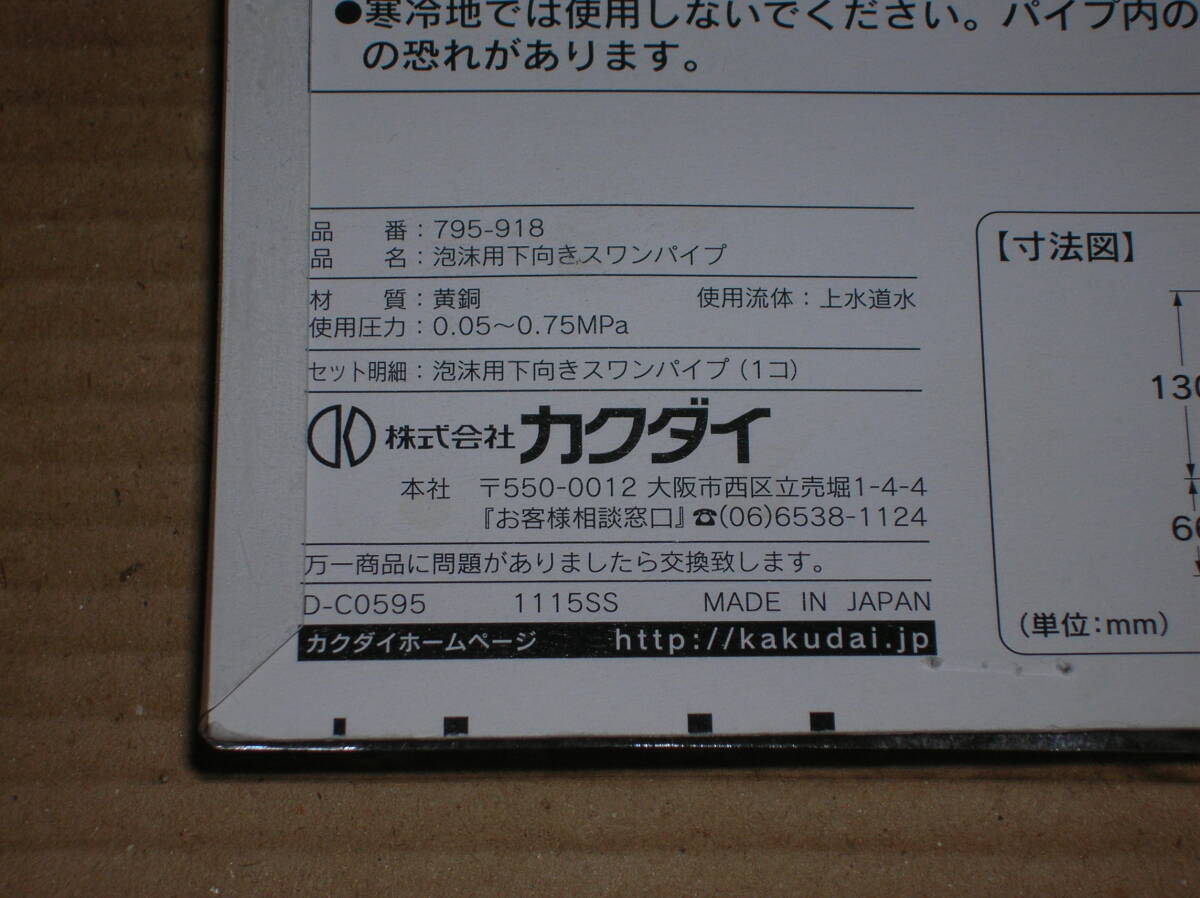 ●寒冷地では使用しないでください。パイプ内の
の恐れがあります。
品　番：795-918
品　名：泡沫用下向きスワンパイプ
材　質：黄銅　使用流体：上水道水
使用圧力：0.05～0.75MPa
セット明細：泡沫用下向きスワンパイプ（1コ）
株式会社カクダイ
本社　〒550-0012 大阪市西区立売堀1-4-4
『お客様相談窓口』☎(06)6538-1124
万一商品に問題がありましたら交換致します。
D-C0595　1115SS　MADE IN JAPAN
カクダイホームページ　http://kakudai.jp
【寸法図】
130
66
（単位：mm）